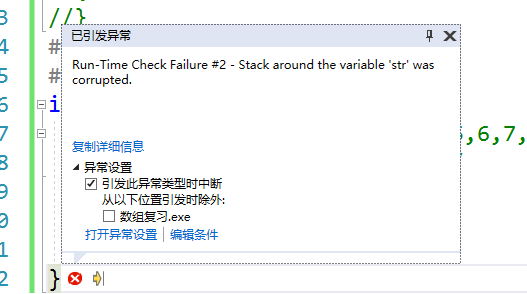 3
//}
4
#
5
#
6
i
7
,6,7,
8
9
0
1
2
}
已引发异常
Run-Time Check Failure #2 - Stack around the variable 'str' was
corrupted.
复制详细信息
异常设置
引发此异常类型时中断
从以下位置引发时除外:
数组复习.exe
打开异常设置 | 编辑条件